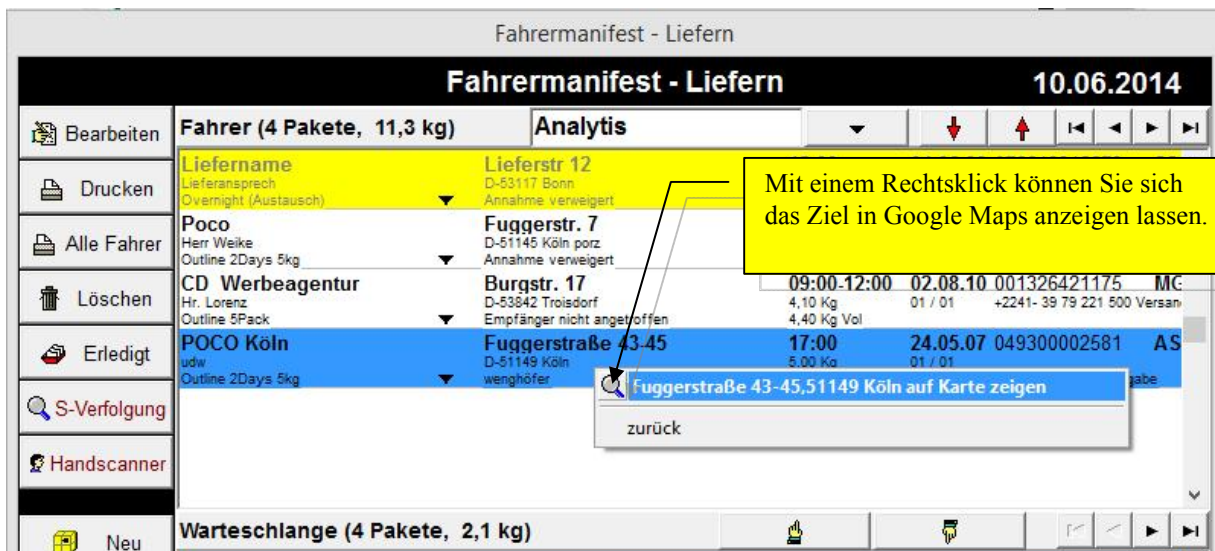 Fahrermanifest - Liefern
Fahrermanifest - Liefern 10.06.2014
Bearbeiten
Drucken
Alle Fahrer
Löschen
Erledigt
S-Verfolgung
Handscanner
Neu
Fahrer (4 Pakete, 11,3 kg) Analytis
Liefername Lieferstr 12
Lieferansprech D-53117 Bonn
Overnight (Austausch) Annahme verweigert
Mit einem Rechtsklick können Sie sich
das Ziel in Google Maps anzeigen lassen.
Poco Fuggerstr. 7
Herr Weike D-51145 Köln porz
Outline 2Days 5kg Annahme verweigert
CD Werbeagentur Burgstr. 17 09:00-12:00 02.08.10 001326421175 MG
Hr. Lorenz D-53842 Troisdorf 4,10 Kg 01 / 01 +2241- 39 79 221 500 Versan
Outline 5Pack Empfänger nicht angetroffen 4,40 Kg Vol
POCO Köln Fuggerstraße 43-45 17:00 24.05.07 049300002581 AS
udw D-51149 Köln 5,00 Kg 01 / 01
Outline 2Days 5kg wenghöfer
Fuggerstraße 43-45,51149 Köln auf Karte zeigen
zurück
Warteschlange (4 Pakete, 2,1 kg)